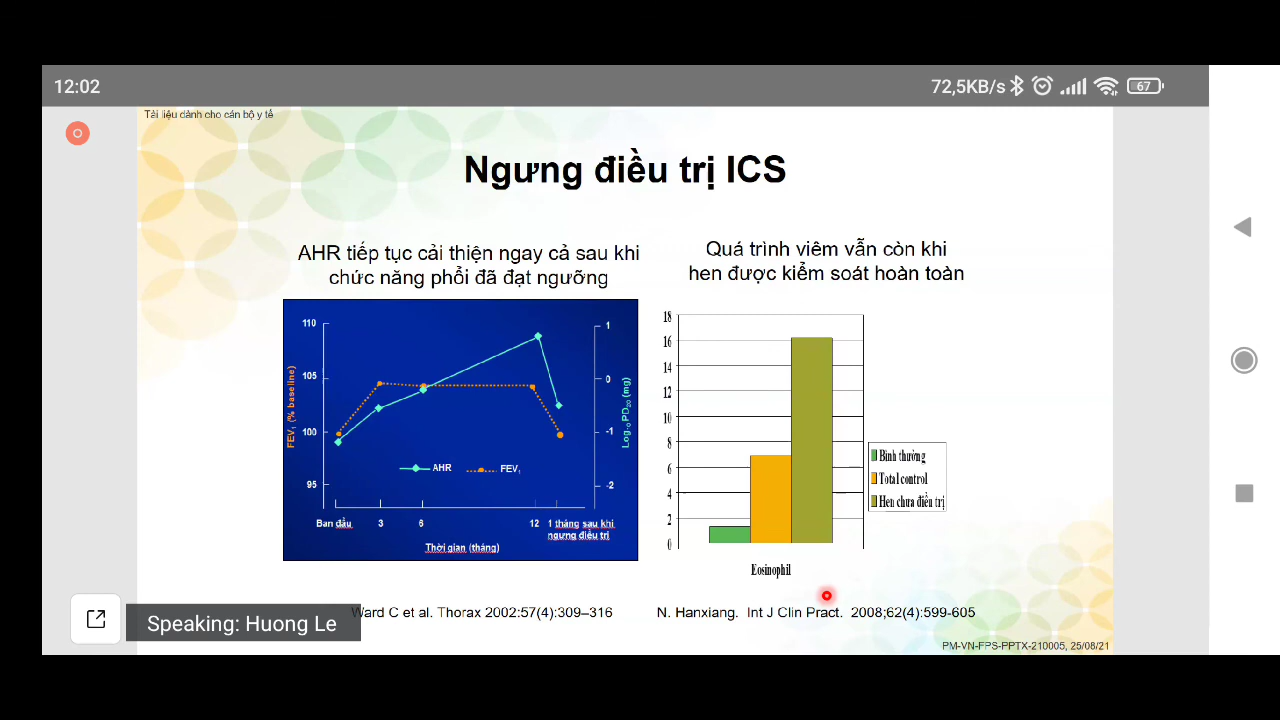 12:02
72,5KB/s
67
Tài liệu dành cho cán bộ y tế
Ngưng điều trị ICS
AHR tiếp tục cải thiện ngay cả sau khi
chức năng phổi đã đạt ngưỡng
110
105
100
95
FEV₁ (% baseline)
1
0
-1
-2
AHR
FEV₁
Ban đầu
3
6
12
1 tháng sau khi
ngưng điều trị
Thời gian (tháng)
Quá trình viêm vẫn còn khi
hen được kiểm soát hoàn toàn
18
16
14
12
10
8
6
4
2
0
Eosinophil
Bình thường
Total control
Hen chưa điều trị
Ward C et al. Thorax 2002:57(4):309–316
N. Hanxiang. Int J Clin Pract. 2008;62(4):599-605
Speaking: Huong Le
PM-VN-FPS-PPTX-210005, 25/08/21